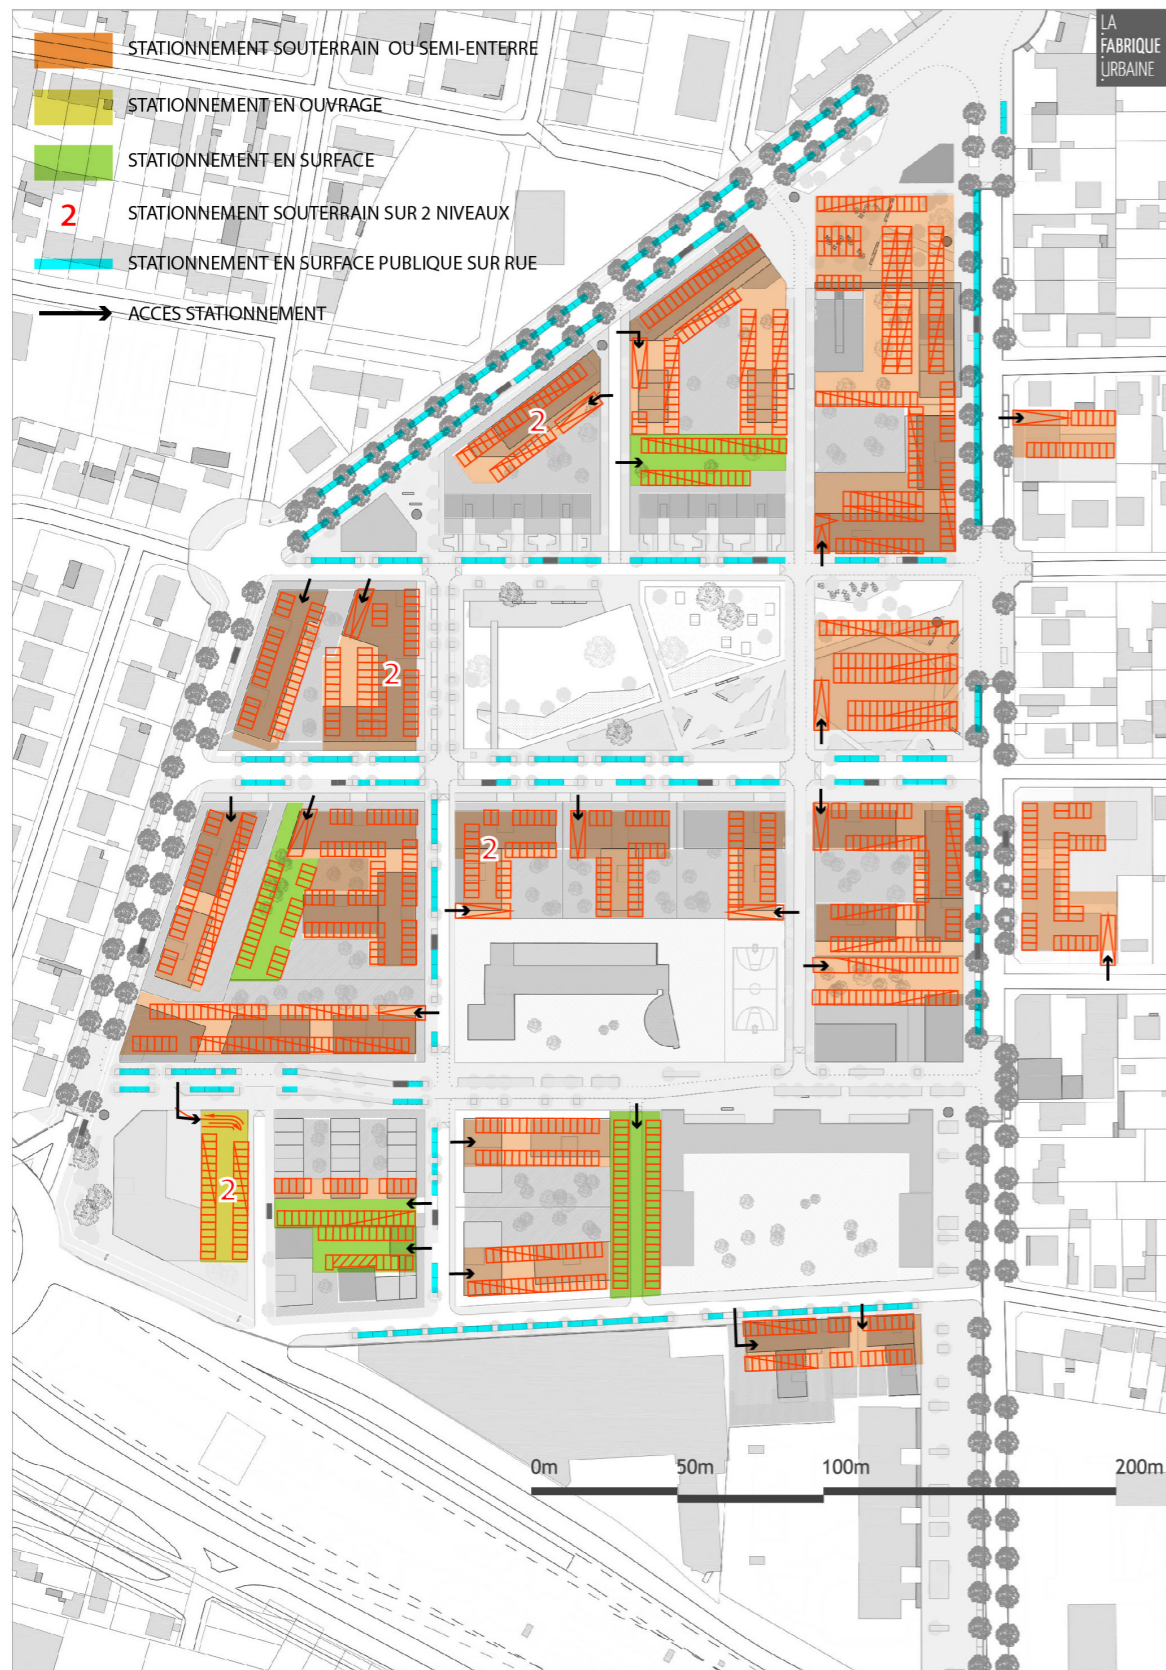 STATIONNEMENT SOUTERRAIN OU SEMI-ENTERRE
STATIONNEMENT EN OUVRAGE
STATIONNEMENT EN SURFACE
2 STATIONNEMENT SOUTERRAIN SUR 2 NIVEAUX
STATIONNEMENT EN SURFACE PUBLIQUE SUR RUE
ACCES STATIONNEMENT
LA
FABRIQUE
URBAINE
2
2
2
2
0m 50m 100m 200m